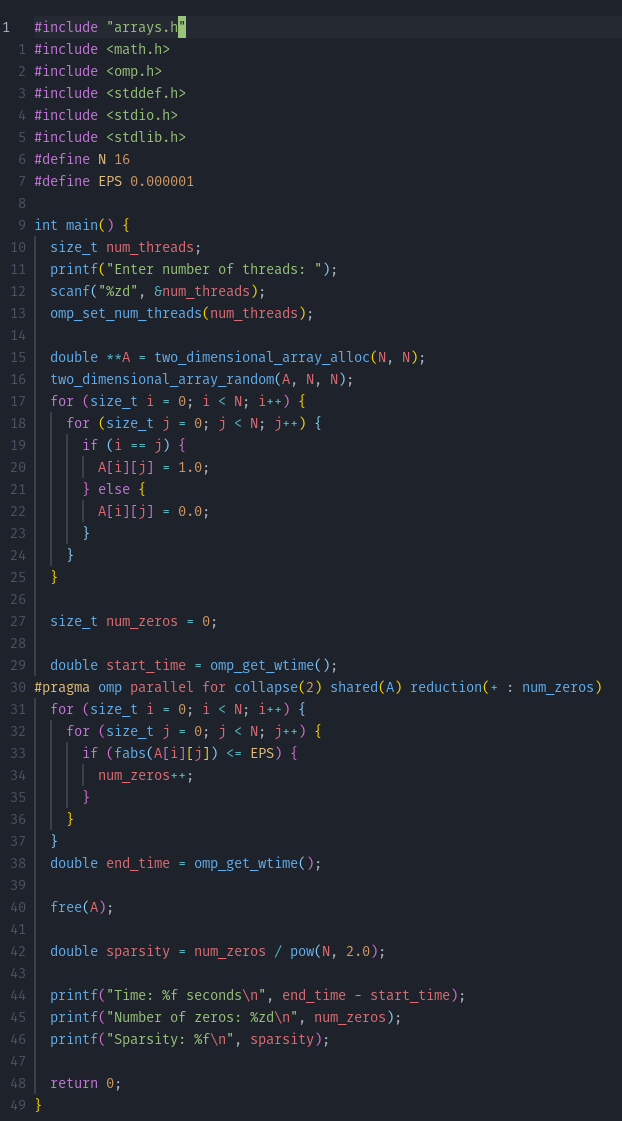 1 #include "arrays.h"
1 #include <math.h>
2 #include <omp.h>
3 #include <stddef.h>
4 #include <stdio.h>
5 #include <stdlib.h>
6 #define N 16
7 #define EPS 0.000001
8
9 int main() {
10 size_t num_threads;
11 printf("Enter number of threads: ");
12 scanf("%zd", &num_threads);
13 omp_set_num_threads(num_threads);
14
15 double **A = two_dimensional_array_alloc(N, N);
16 two_dimensional_array_random(A, N, N);
17 for (size_t i = 0; i < N; i++) {
18 for (size_t j = 0; j < N; j++) {
19 if (i == j) {
20 A[i][j] = 1.0;
21 } else {
22 A[i][j] = 0.0;
23 }
24 }
25 }
26
27 size_t num_zeros = 0;
28
29 double start_time = omp_get_wtime();
30 #pragma omp parallel for collapse(2) shared(A) reduction(+ : num_zeros)
31 for (size_t i = 0; i < N; i++) {
32 for (size_t j = 0; j < N; j++) {
33 if (fabs(A[i][j]) <= EPS) {
34 num_zeros++;
35 }
36 }
37 }
38 double end_time = omp_get_wtime();
39
40 free(A);
41
42 double sparsity = num_zeros / pow(N, 2.0);
43
44 printf("Time: %f seconds\n", end_time - start_time);
45 printf("Number of zeros: %zd\n", num_zeros);
46 printf("Sparsity: %f\n", sparsity);
47
48 return 0;
49 }